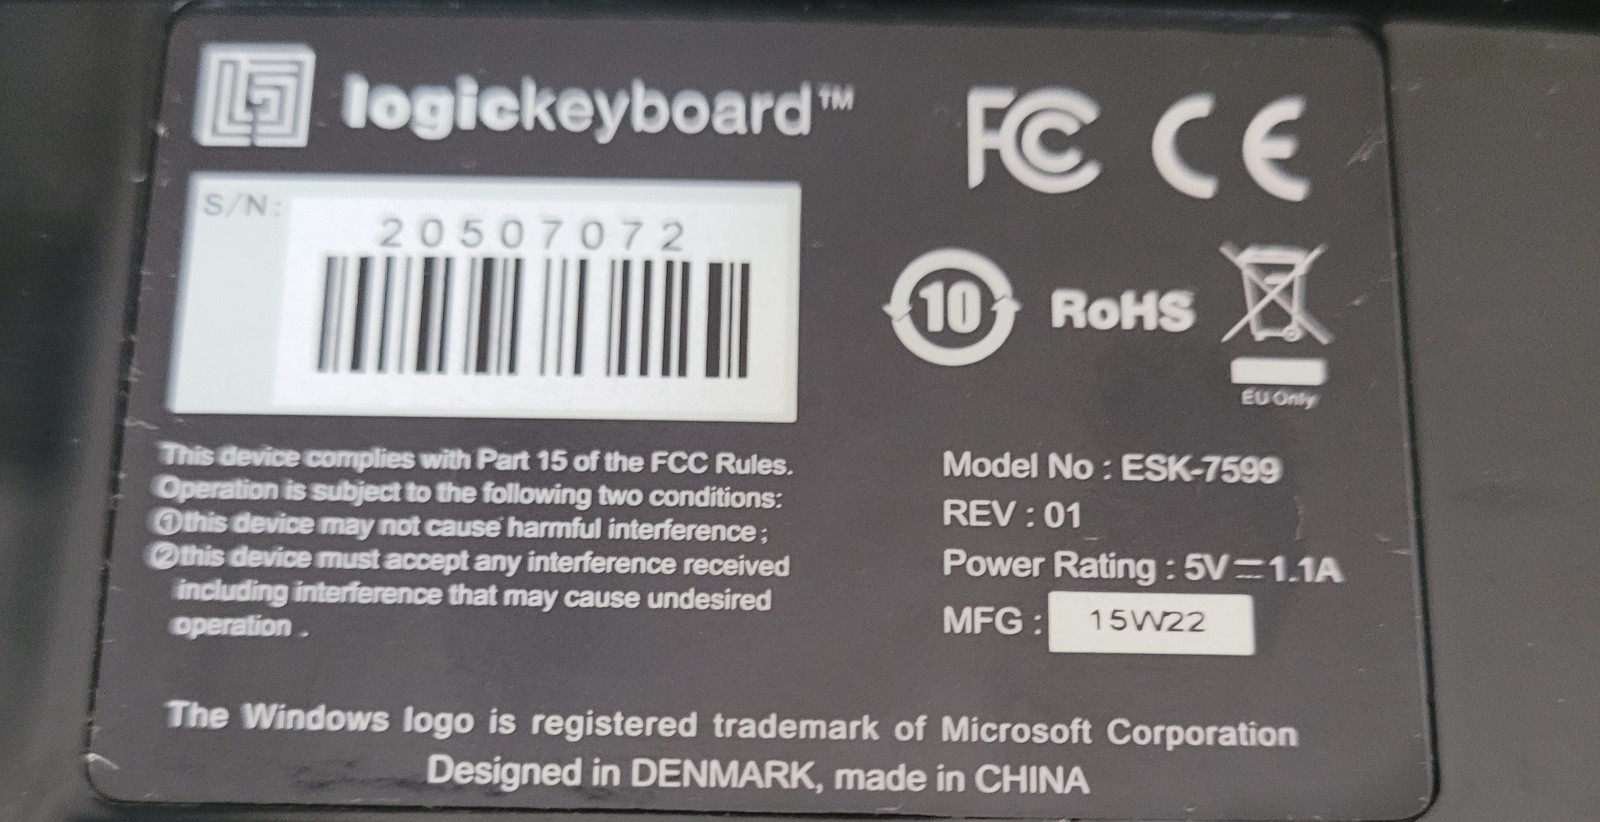 logickeyboard™
FC CE
S/N:
20507072
10 RoHS
EU Only
This device complies with Part 15 of the FCC Rules.
Operation is subject to the following two conditions:
①this device may not cause harmful interference;
②this device must accept any interference received
including interference that may cause undesired
operation.
Model No : ESK-7599
REV : 01
Power Rating : 5V⎓1.1A
MFG : 15W22
The Windows logo is registered trademark of Microsoft Corporation
Designed in DENMARK, made in CHINA